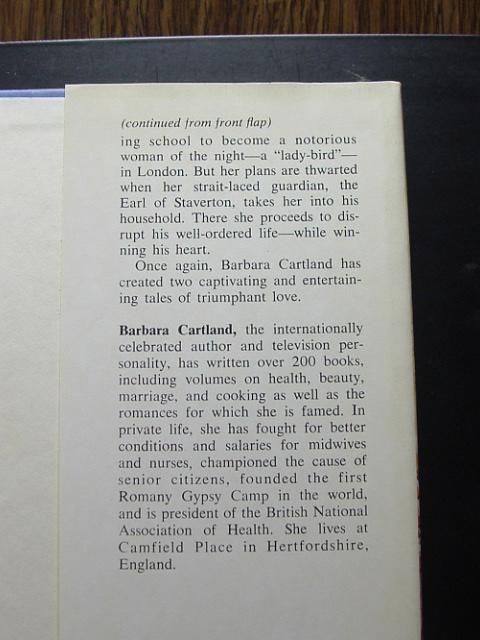 (continued from front flap)
ing school to become a notorious
woman of the night—a "lady-bird"—
in London. But her plans are thwarted
when her strait-laced guardian, the
Earl of Staverton, takes her into his
household. There she proceeds to dis-
rupt his well-ordered life—while win-
ning his heart.
Once again, Barbara Cartland has
created two captivating and entertain-
ing tales of triumphant love.
Barbara Cartland, the internationally
celebrated author and television per-
sonality, has written over 200 books,
including volumes on health, beauty,
marriage, and cooking as well as the
romances for which she is famed. In
private life, she has fought for better
conditions and salaries for midwives
and nurses, championed the cause of
senior citizens, founded the first
Romany Gypsy Camp in the world,
and is president of the British National
Association of Health. She lives at
Camfield Place in Hertfordshire,
England.